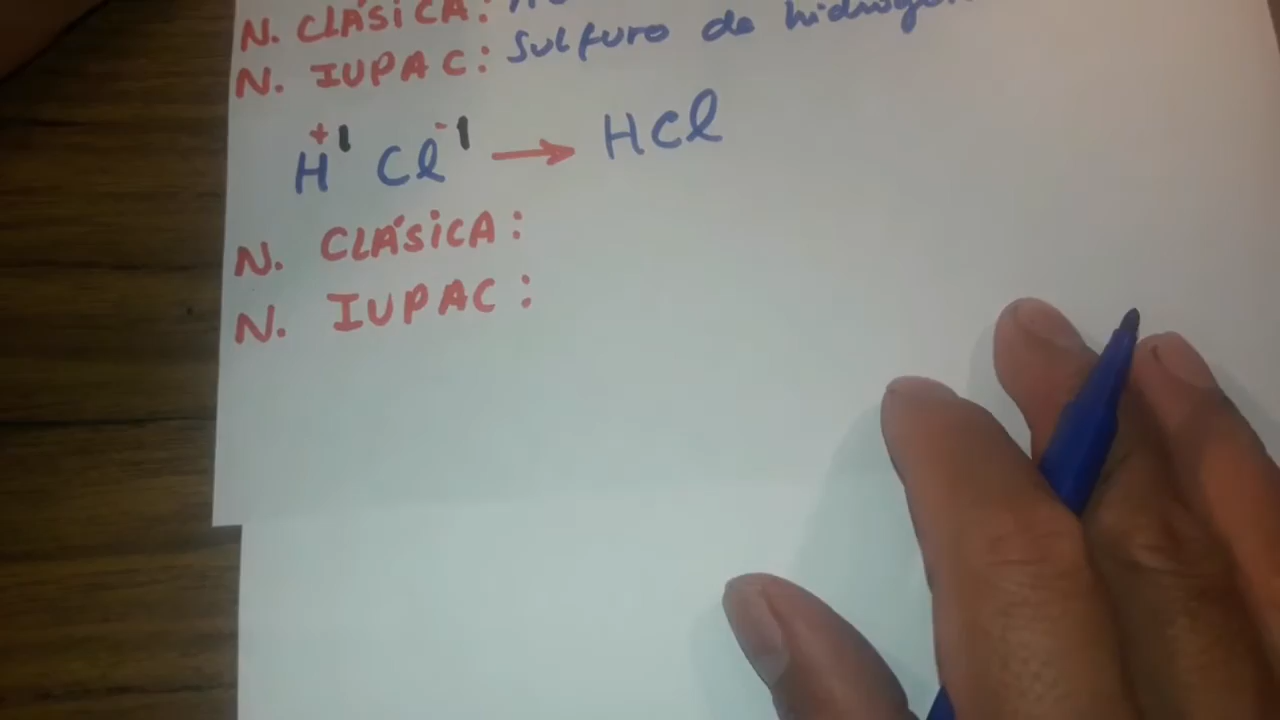 N. CLÁSiCA:
N. IUPAC: Sulfuro de
H+1 Cl-1 → HCl
N. CLÁSiCA:
N. IUPAC: